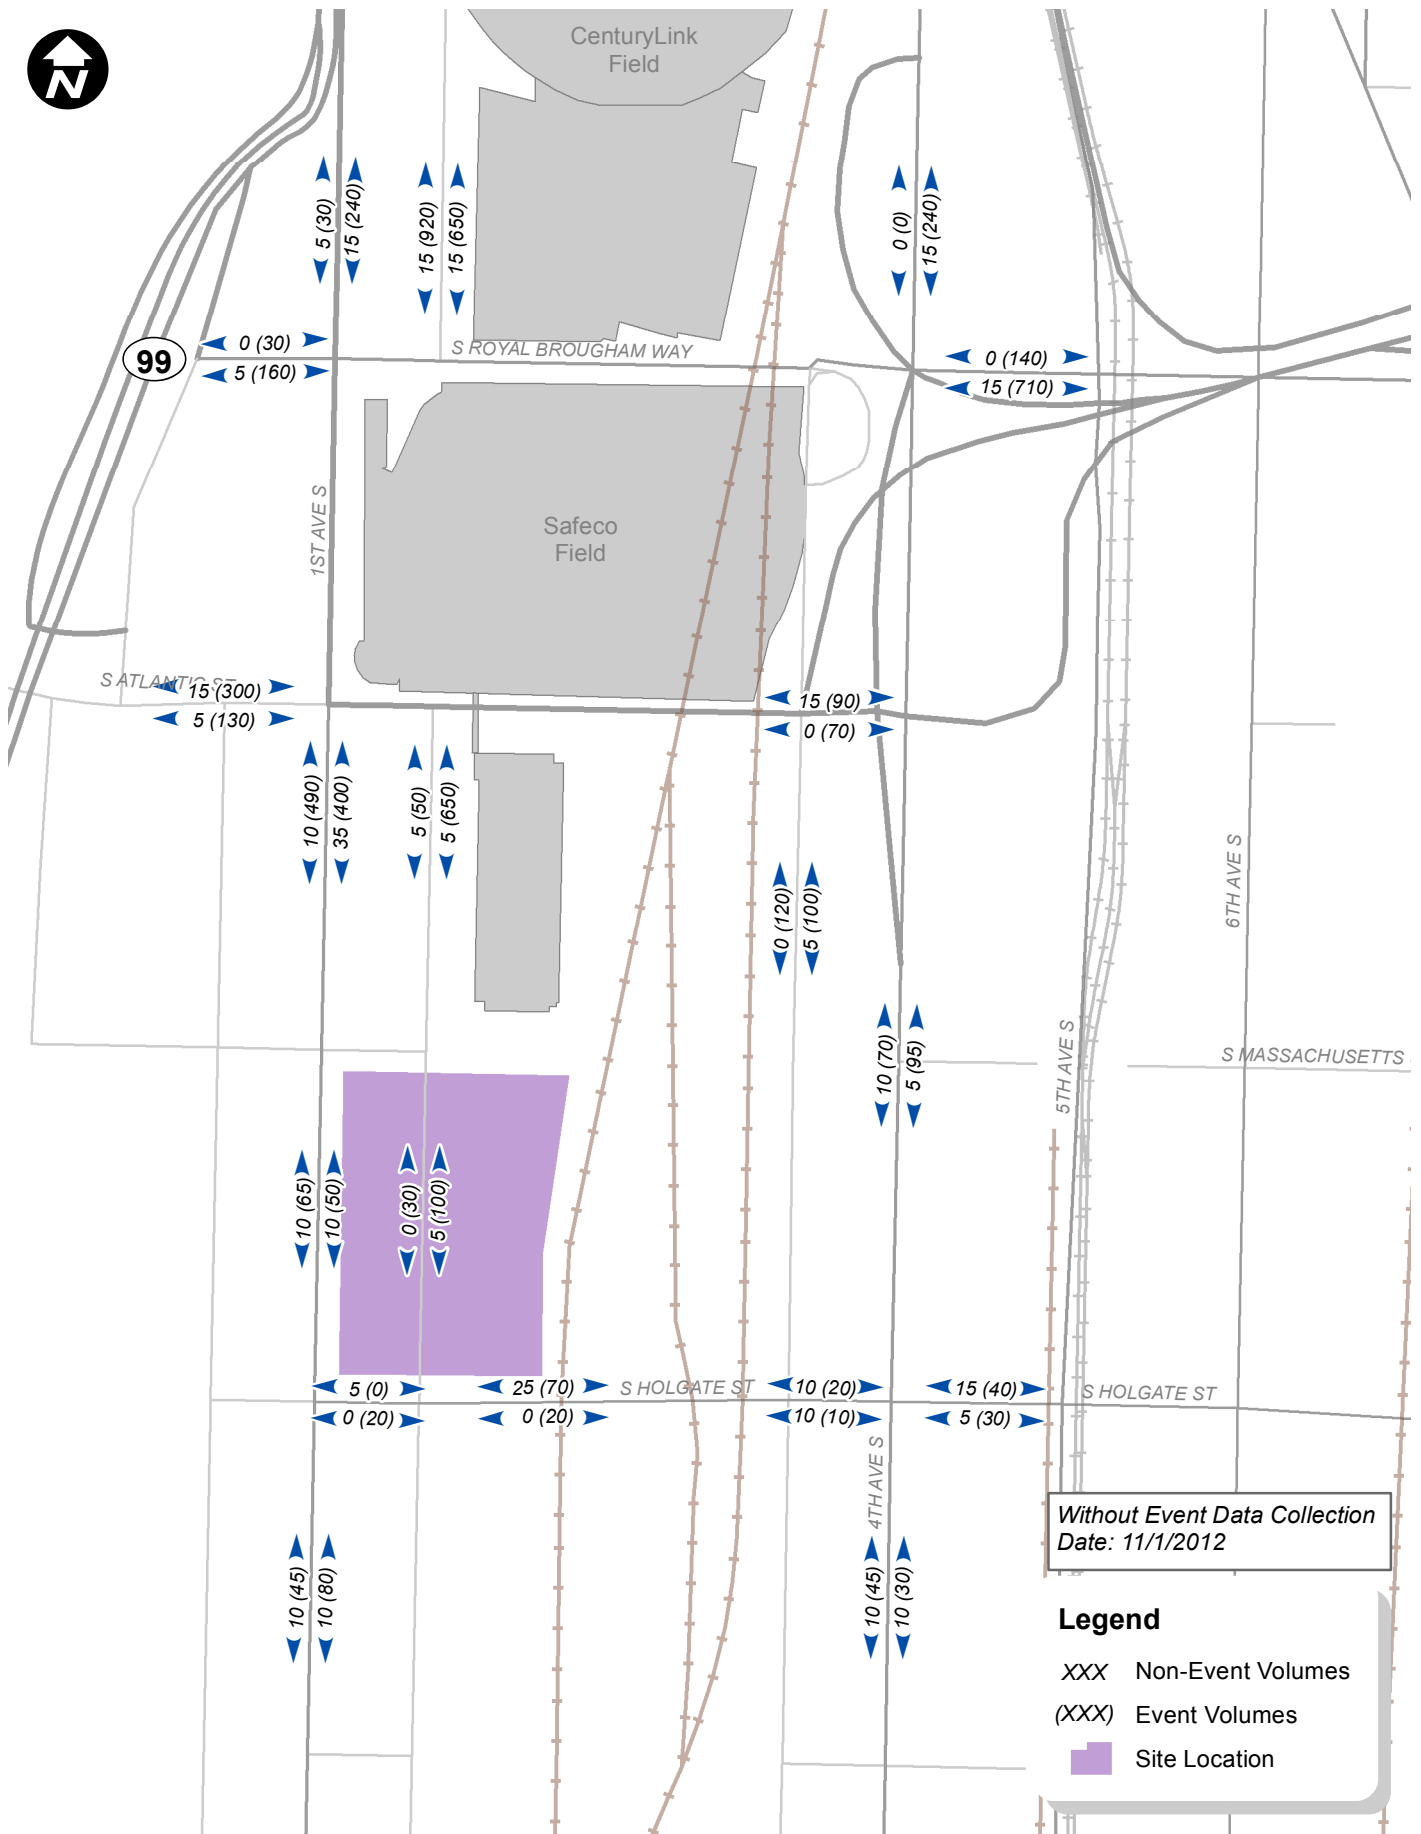 CenturyLink
Field
N
5 (30)
15 (240)
15 (920)
15 (650)
0 (0)
15 (240)
0 (30)
5 (160)
99
S ROYAL BROUGHAM WAY
0 (140)
15 (710)
1ST AVE S
Safeco
Field
S ATLANTIC ST
15 (300)
5 (130)
15 (90)
0 (70)
10 (490)
35 (400)
5 (50)
5 (650)
6TH AVE S
0 (120)
5 (100)
10 (70)
5 (95)
5TH AVE S
S MASSACHUSETTS
10 (65)
10 (50)
0 (30)
5 (100)
5 (0)
0 (20)
25 (70)
0 (20)
S HOLGATE ST
10 (20)
10 (10)
15 (40)
5 (30)
S HOLGATE ST
4TH AVE S
10 (45)
10 (80)
10 (45)
10 (30)
Without Event Data Collection
Date: 11/1/2012
Legend
XXX Non-Event Volumes
(XXX) Event Volumes
Site Location